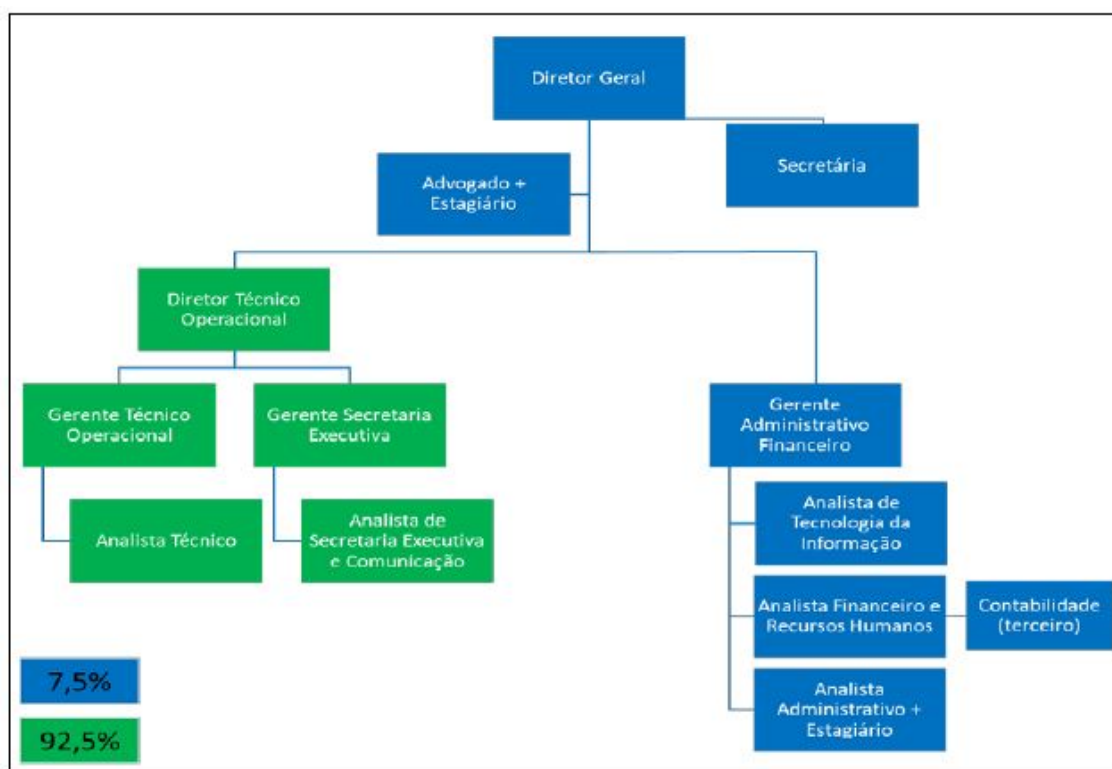 Diretor Geral
Secretária
Advogado +
Estagiário
Diretor Técnico
Operacional
Gerente Técnico
Operacional
Gerente Secretaria
Executiva
Gerente
Administrativo
Financeiro
Analista Técnico
Analista de
Secretaria Executiva
e Comunicação
Analista de
Tecnologia da
Informação
Analista Financeiro e
Recursos Humanos
Contabilidade
(terceiro)
Analista
Administrativo +
Estagiário
7,5%
92,5%